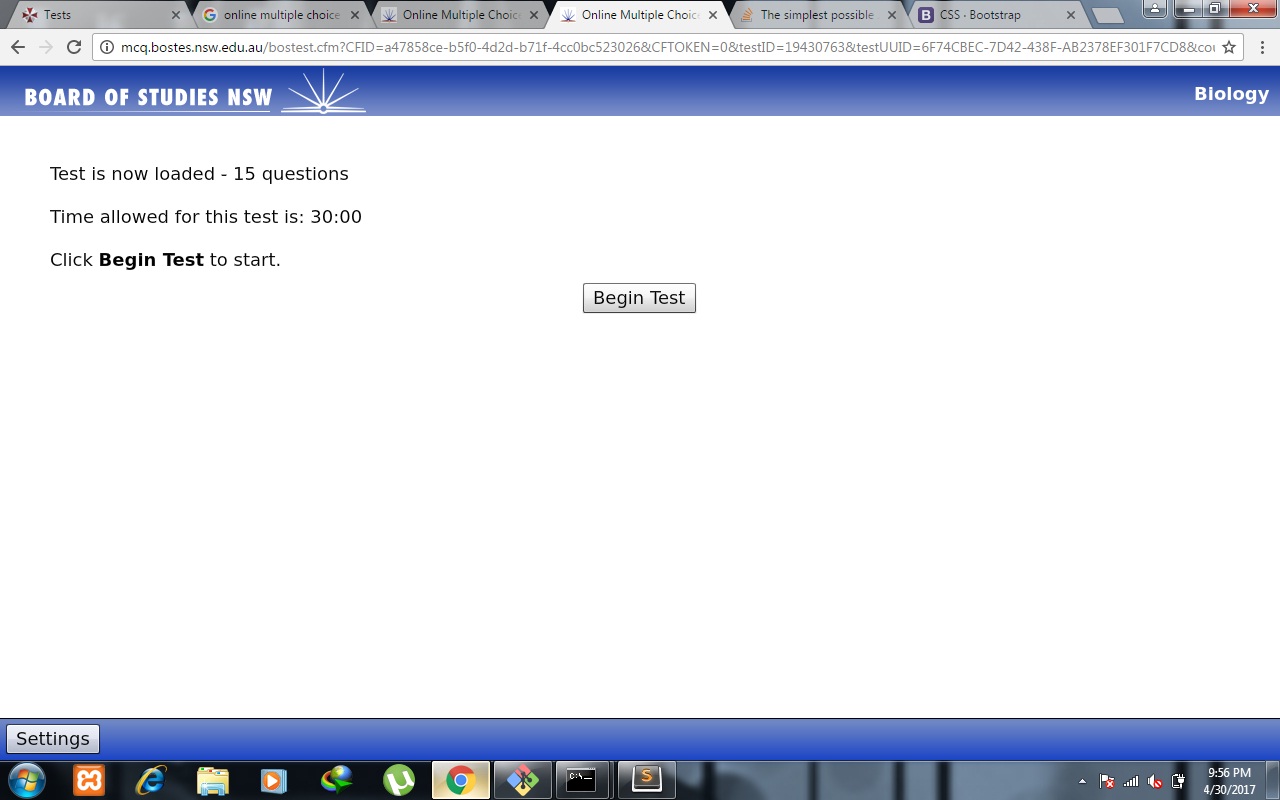 Tests
online multiple choice
Online Multiple Choic
Online Multiple Choic
The simplest possible
CSS · Bootstrap
mcq.bostes.nsw.edu.au/bostest.cfm?CFID=a47858ce-b5f0-4d2d-b71f-4cc0bc523026&CFTOKEN=0&testID=19430763&testUUID=6F74CBEC-7D42-438F-AB2378EF301F7CD8&cou
BOARD OF STUDIES NSW
Biology
Test is now loaded - 15 questions
Time allowed for this test is: 30:00
Click Begin Test to start.
Begin Test
Settings
9:56 PM
4/30/2017